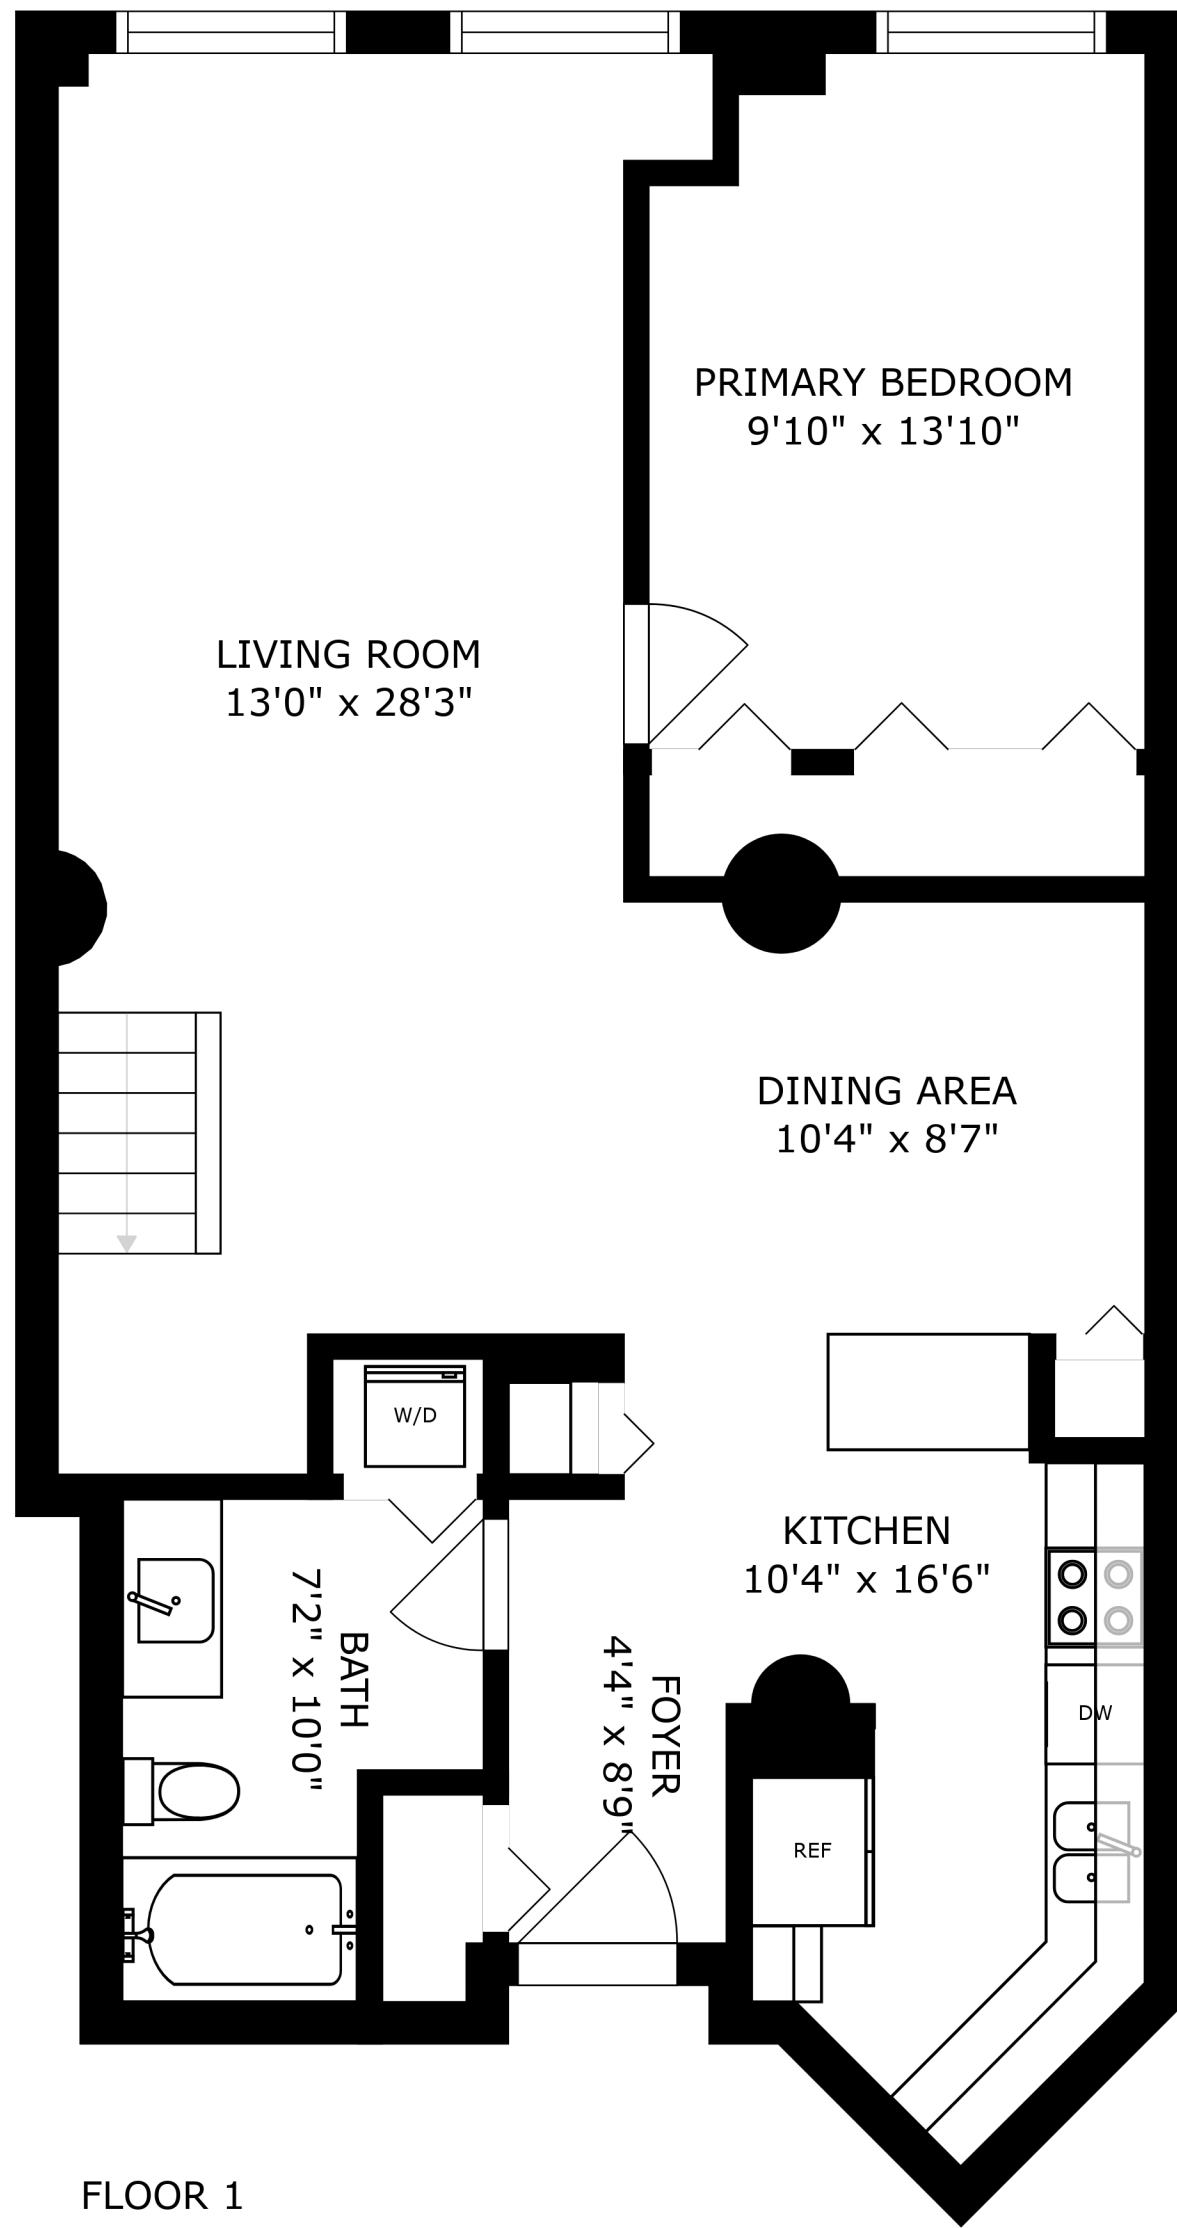 PRIMARY BEDROOM
9'10" x 13'10"
LIVING ROOM
13'0" x 28'3"
DINING AREA
10'4" x 8'7"
W/D
KITCHEN
10'4" x 16'6"
BATH
7'2" x 10'0"
FOYER
4'4" x 8'9"
DW
REF
FLOOR 1